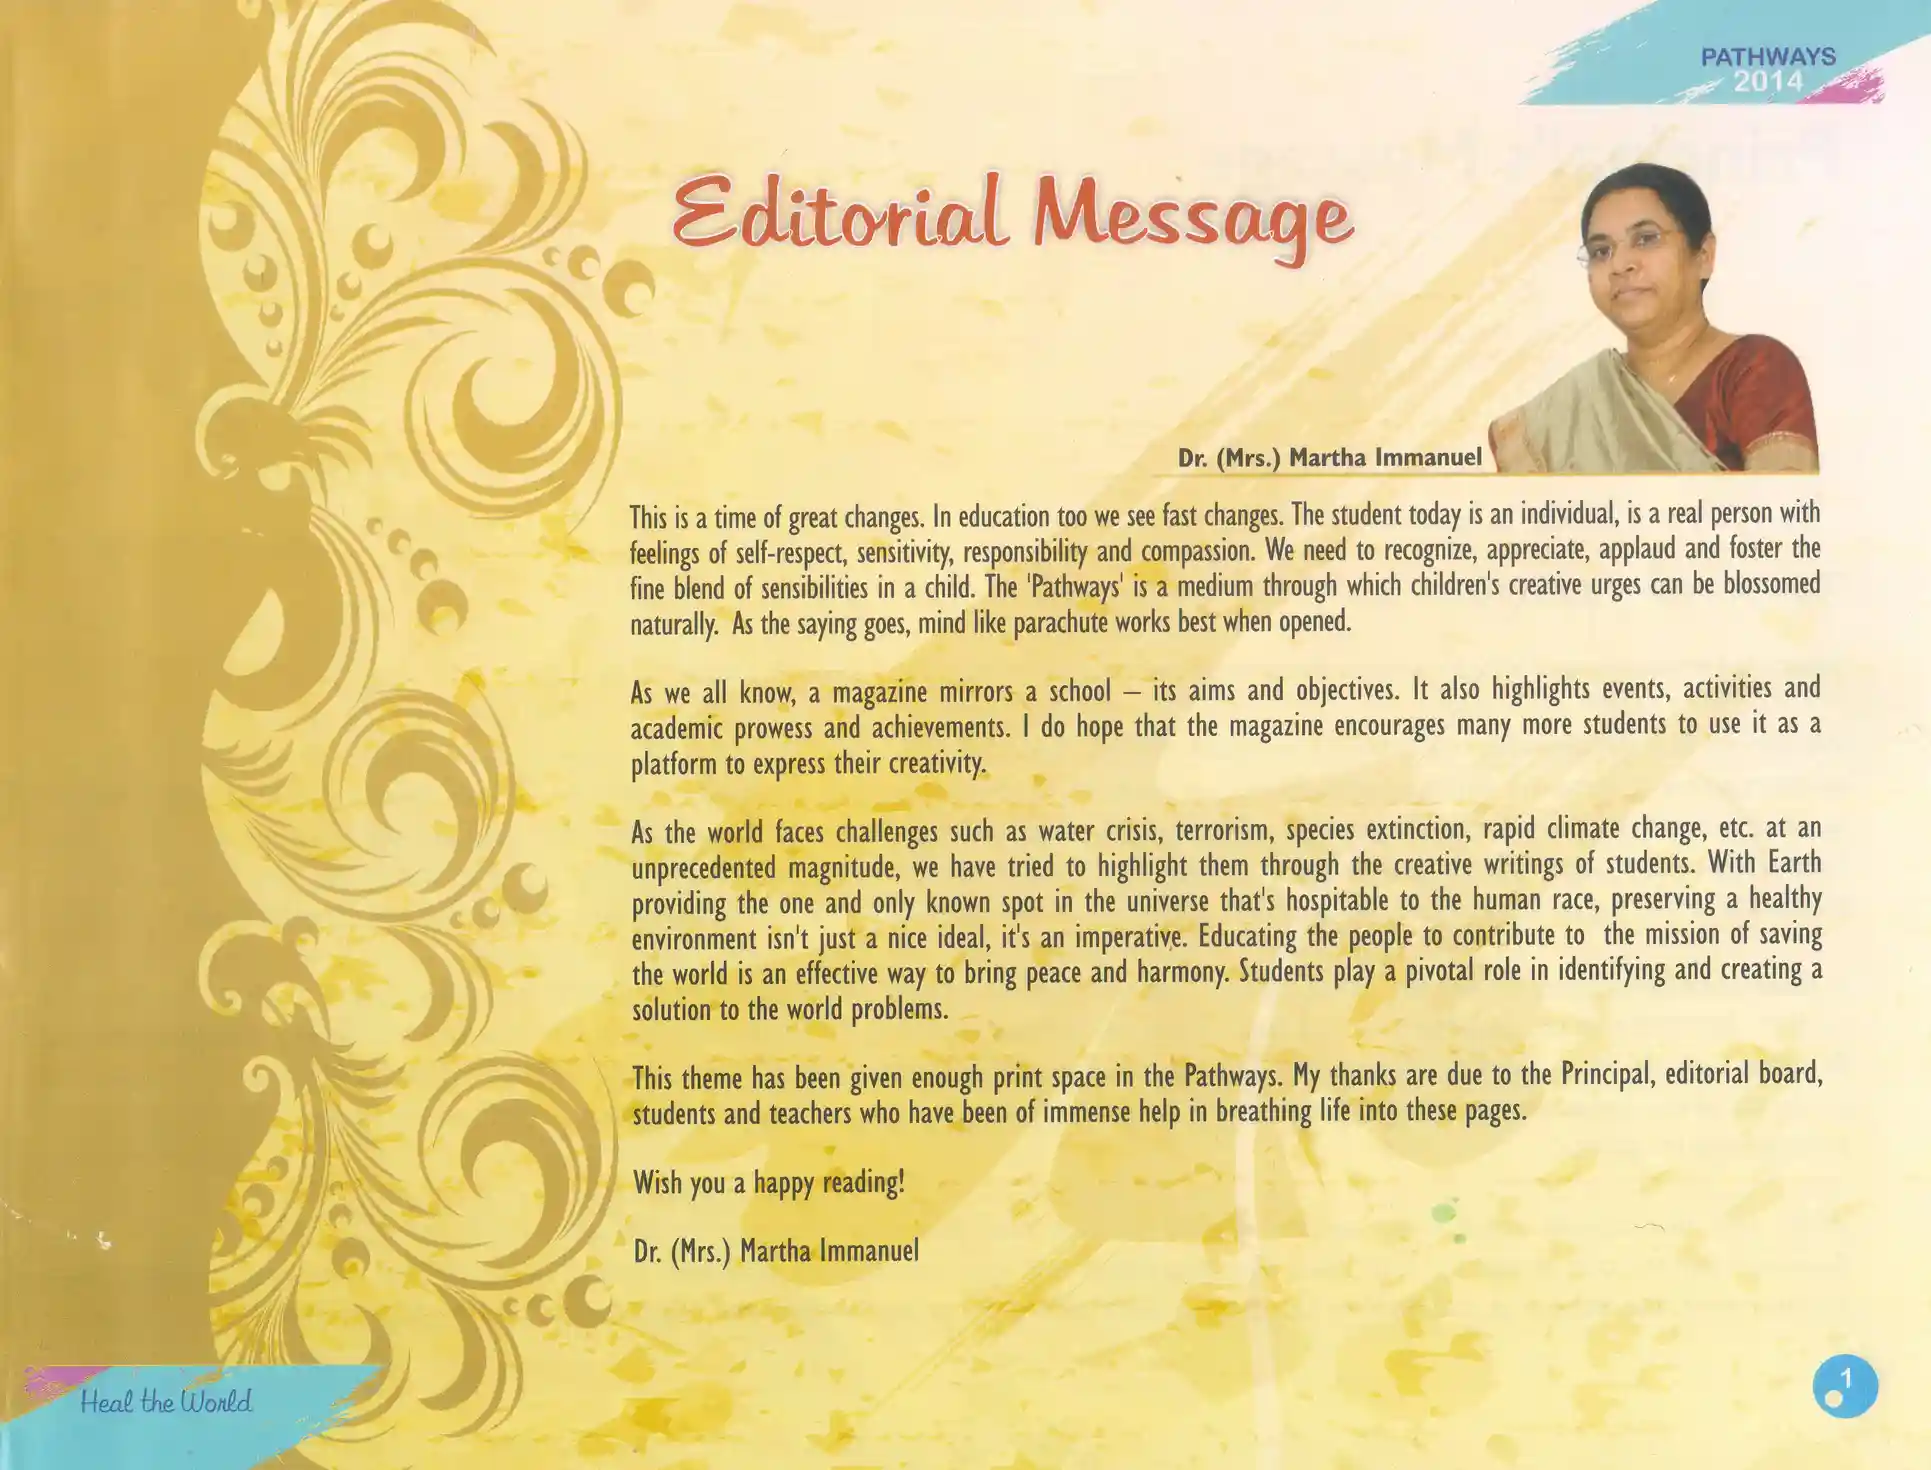 PATHWAYS
2014
Editorial Message
Dr. (Mrs.) Martha Immanuel
This is a time of great changes. In education too we see fast changes. The student today is an individual, is a real person with
feelings of self-respect, sensitivity, responsibility and compassion. We need to recognize, appreciate, applaud and foster the
fine blend of sensibilities in a child. The 'Pathways' is a medium through which children's creative urges can be blossomed
naturally. As the saying goes, mind like parachute works best when opened.
As we all know, a magazine mirrors a school – its aims and objectives. It also highlights events, activities and
academic prowess and achievements. I do hope that the magazine encourages many more students to use it as a
platform to express their creativity.
As the world faces challenges such as water crisis, terrorism, species extinction, rapid climate change, etc. at an
unprecedented magnitude, we have tried to highlight them through the creative writings of students. With Earth
providing the one and only known spot in the universe that's hospitable to the human race, preserving a healthy
environment isn't just a nice ideal, it's an imperative. Educating the people to contribute to the mission of saving
the world is an effective way to bring peace and harmony. Students play a pivotal role in identifying and creating a
solution to the world problems.
This theme has been given enough print space in the Pathways. My thanks are due to the Principal, editorial board,
students and teachers who have been of immense help in breathing life into these pages.
Wish you a happy reading!
Dr. (Mrs.) Martha Immanuel
Heal the World
1